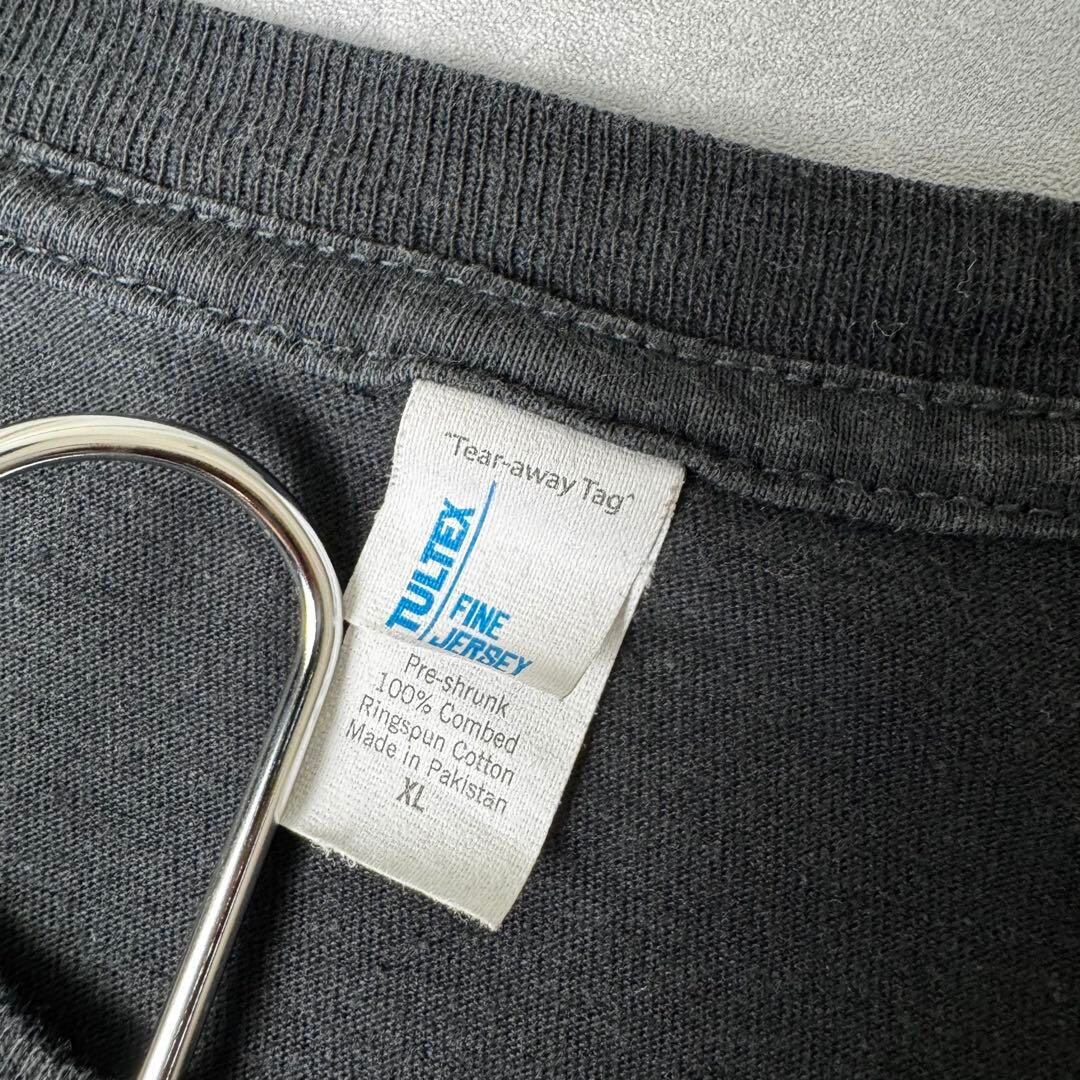 "Tear-away Tag"
TULTEX
FINE
JERSEY
Pre-shrunk
100% Combed
Ringspun Cotton
Made in Pakistan
XL